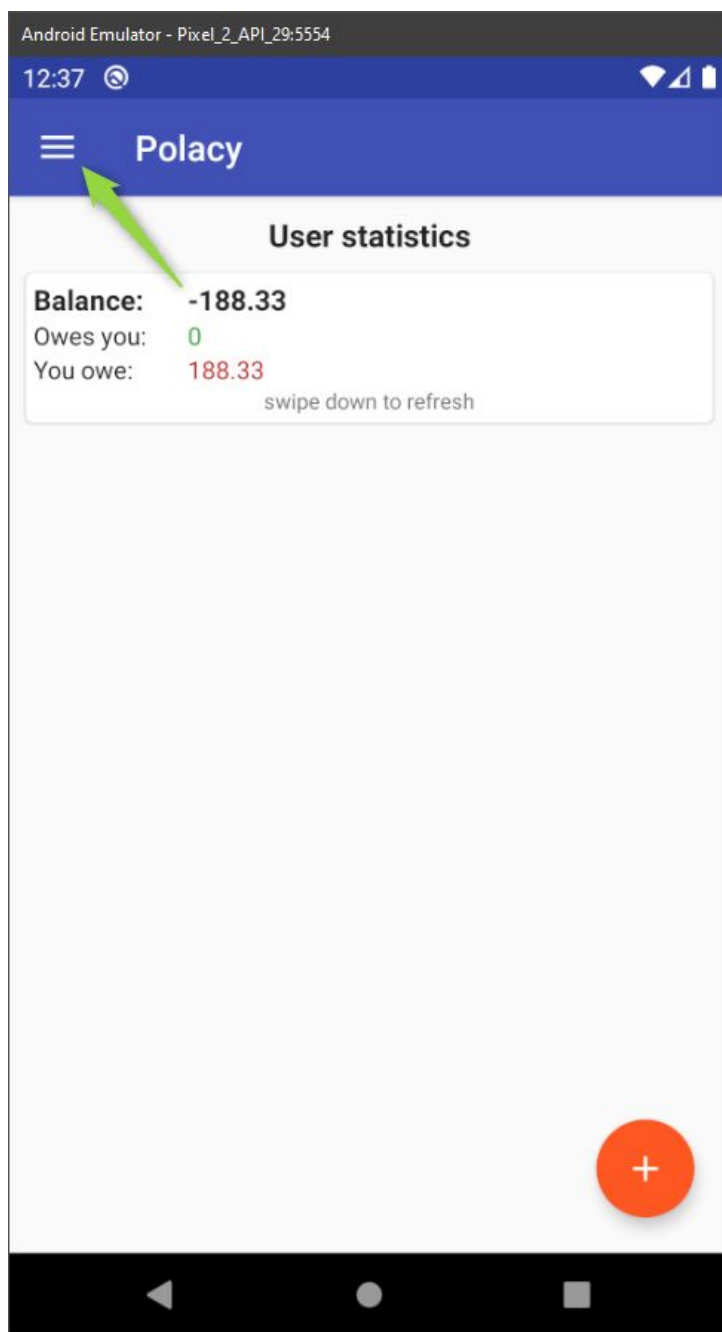 Android Emulator - Pixel_2_API_29:5554
12:37
Polacy
User statistics
Balance: -188.33
Owes you: 0
You owe: 188.33
swipe down to refresh
+